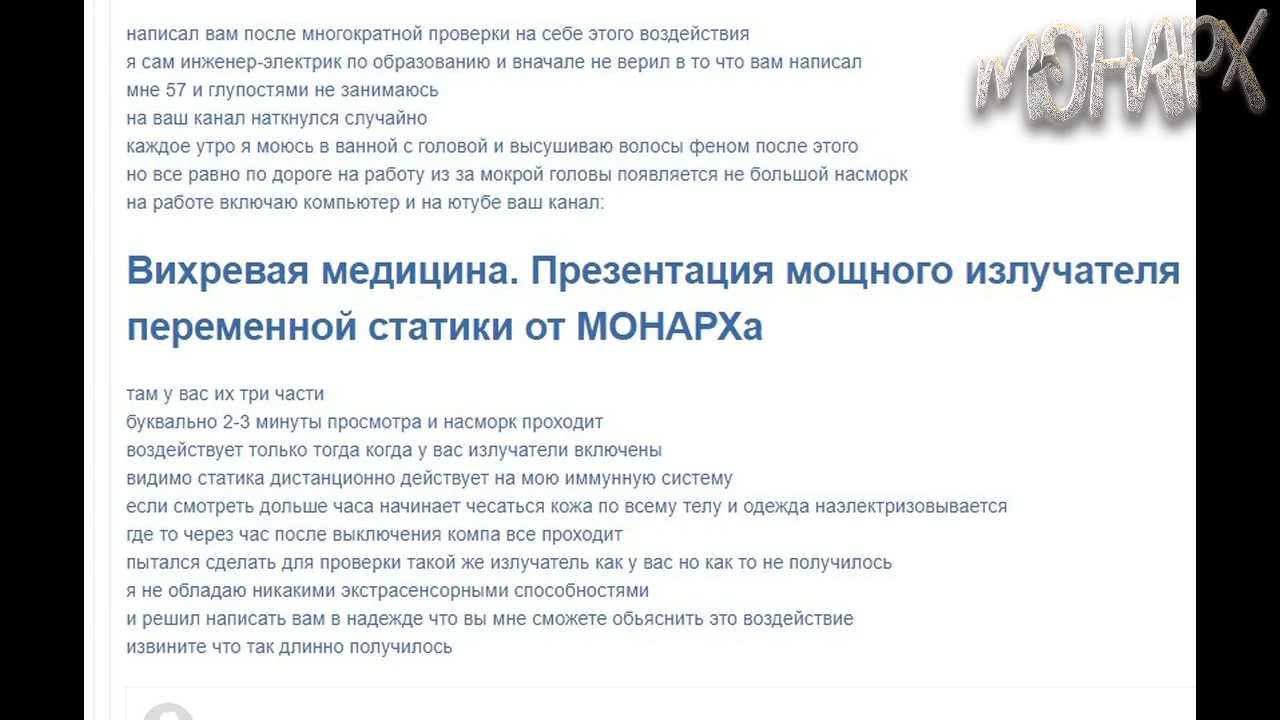 МОНАРХ
написал вам после многократной проверки на себе этого воздействия
я сам инженер-электрик по образованию и вначале не верил в то что вам написал
мне 57 и глупостями не занимаюсь
на ваш канал наткнулся случайно
каждое утро я моюсь в ванной с головой и высушиваю волосы феном после этого
но все равно по дороге на работу из за мокрой головы появляется не большой насморк
на работе включаю компьютер и на ютубе ваш канал:
Вихревая медицина. Презентация мощного излучателя
переменной статики от МОНАРХа
там у вас их три части
буквально 2-3 минуты просмотра и насморк проходит
воздействует только тогда когда у вас излучатели включены
видимо статика дистанционно действует на мою иммунную систему
если смотреть дольше часа начинает чесаться кожа по всему телу и одежда наэлектризовывается
где то через час после выключения компа все проходит
пытался сделать для проверки такой же излучатель как у вас но как то не получилось
я не обладаю никакими экстрасенсорными способностями
и решил написать вам в надежде что вы мне сможете обьяснить это воздействие
извините что так длинно получилось